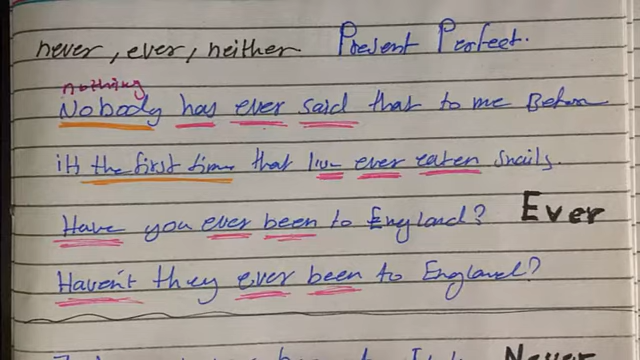 never, ever, neither Present Perfect.
nothing
Nobody has ever said that to me Before
it's the first time that I've ever eaten snails.
Have you ever been to England? Ever
Haven't they ever been to England?
Never